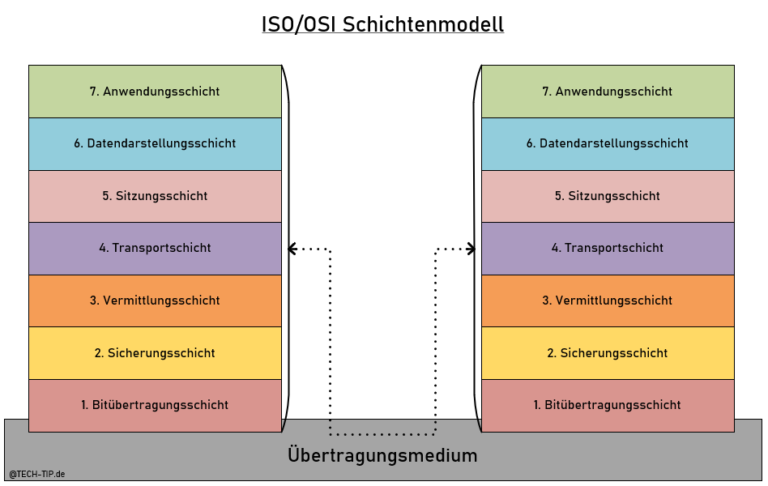 ISO/OSI Schichtenmodell
7. Anwendungsschicht
7. Anwendungsschicht
6. Datendarstellungsschicht
6. Datendarstellungsschicht
5. Sitzungsschicht
5. Sitzungsschicht
4. Transportschicht
4. Transportschicht
3. Vermittlungsschicht
3. Vermittlungsschicht
2. Sicherungsschicht
2. Sicherungsschicht
1. Bitübertragungsschicht
1. Bitübertragungsschicht
Übertragungsmedium
@TECH-TIP.de